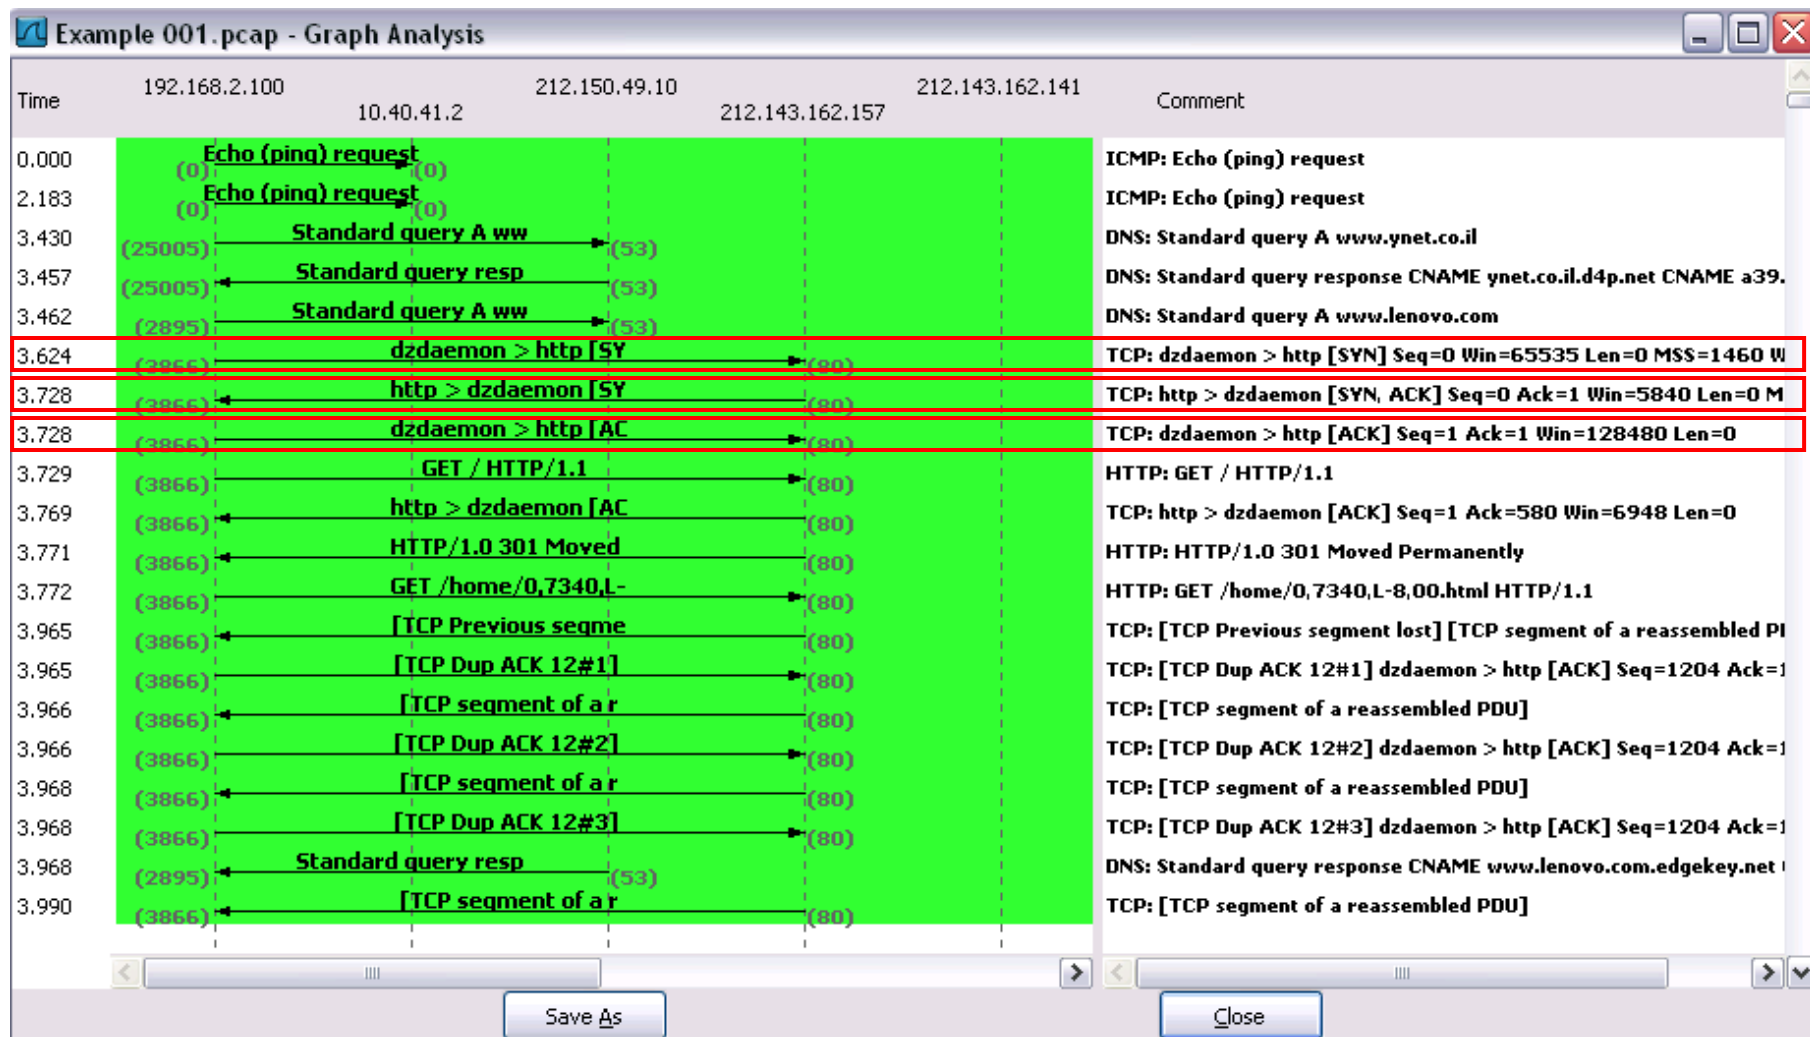 Example 001.pcap - Graph Analysis
Time 192.168.2.100 10.40.41.2 212.150.49.10 212.143.162.157 212.143.162.141 Comment
0.000 (0) Echo (ping) request (0) ICMP: Echo (ping) request
2.183 (0) Echo (ping) request (0) ICMP: Echo (ping) request
3.430 (25005) Standard query A ww (53) DNS: Standard query A www.ynet.co.il
3.457 (25005) Standard query resp (53) DNS: Standard query response CNAME ynet.co.il.d4p.net CNAME a39.
3.462 (2895) Standard query A ww (53) DNS: Standard query A www.lenovo.com
3.624 (3866) dzdaemon > http [SY (80) TCP: dzdaemon > http [SYN] Seq=0 Win=65535 Len=0 MSS=1460 W
3.728 (3866) http > dzdaemon [SY (80) TCP: http > dzdaemon [SYN, ACK] Seq=0 Ack=1 Win=5840 Len=0 M
3.728 (3866) dzdaemon > http [AC (80) TCP: dzdaemon > http [ACK] Seq=1 Ack=1 Win=128480 Len=0
3.729 (3866) GET / HTTP/1.1 (80) HTTP: GET / HTTP/1.1
3.769 (3866) http > dzdaemon [AC (80) TCP: http > dzdaemon [ACK] Seq=1 Ack=580 Win=6948 Len=0
3.771 (3866) HTTP/1.0 301 Moved (80) HTTP: HTTP/1.0 301 Moved Permanently
3.772 (3866) GET /home/0,7340,L- (80) HTTP: GET /home/0,7340,L-8,00.html HTTP/1.1
3.965 (3866) [TCP Previous segme (80) TCP: [TCP Previous segment lost] [TCP segment of a reassembled PI
3.965 (3866) [TCP Dup ACK 12#1] (80) TCP: [TCP Dup ACK 12#1] dzdaemon > http [ACK] Seq=1204 Ack=1
3.966 (3866) [TCP segment of a r (80) TCP: [TCP segment of a reassembled PDU]
3.966 (3866) [TCP Dup ACK 12#2] (80) TCP: [TCP Dup ACK 12#2] dzdaemon > http [ACK] Seq=1204 Ack=1
3.968 (3866) [TCP segment of a r (80) TCP: [TCP segment of a reassembled PDU]
3.968 (3866) [TCP Dup ACK 12#3] (80) TCP: [TCP Dup ACK 12#3] dzdaemon > http [ACK] Seq=1204 Ack=1
3.968 (2895) Standard query resp (53) DNS: Standard query response CNAME www.lenovo.com.edgekey.net
3.990 (3866) [TCP segment of a r (80) TCP: [TCP segment of a reassembled PDU]
Save As Close